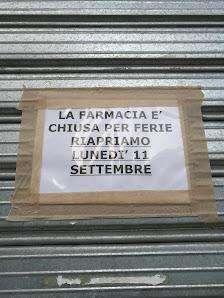 LA FARMACIA E'
CHIUSA PER FERIE
RIAPRIAMO
LUNEDI' 11
SETTEMBRE